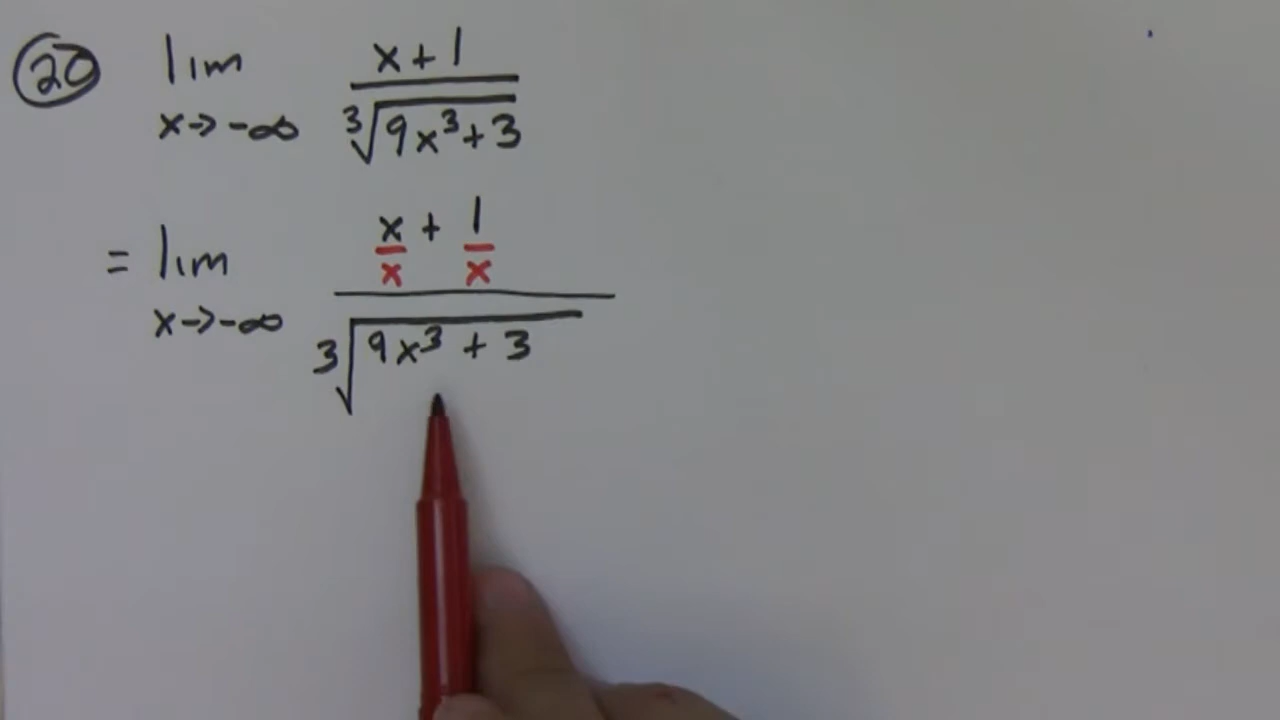 20 lim x+1
x→-∞ ∛9x³+3
= lim x/x + 1/x
x→-∞ ∛9x³ + 3